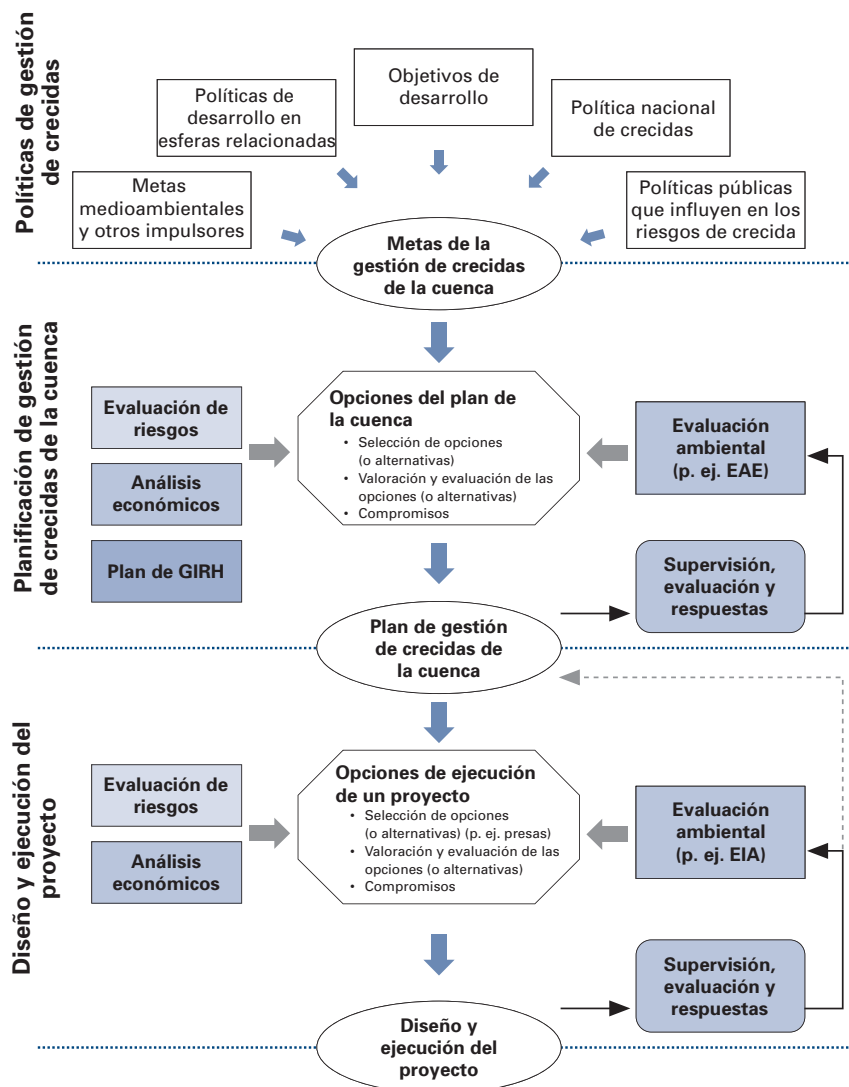 Políticas de gestión
de crecidas
Objetivos de
desarrollo
Políticas de
desarrollo en
esferas relacionadas
Política nacional
de crecidas
Metas
medioambientales
y otros impulsores
Políticas públicas
que influyen en los
riesgos de crecida
Metas de la
gestión de crecidas
de la cuenca
Planificación de gestión
de crecidas de la cuenca
Evaluación de
riesgos
Análisis
económicos
Plan de GIRH
Opciones del plan de
la cuenca
• Selección de opciones
(o alternativas)
• Valoración y evaluación de las
opciones (o alternativas)
• Compromisos
Evaluación
ambiental
(p. ej. EAE)
Supervisión,
evaluación y
respuestas
Plan de gestión
de crecidas de
la cuenca
Diseño y ejecución del
proyecto
Evaluación de
riesgos
Análisis
económicos
Opciones de ejecución
de un proyecto
• Selección de opciones
(o alternativas) (p. ej. presas)
• Valoración y evaluación de las
opciones (o alternativas)
• Compromisos
Evaluación
ambiental
(p. ej. EIA)
Supervisión,
evaluación y
respuestas
Diseño y
ejecución del
proyecto